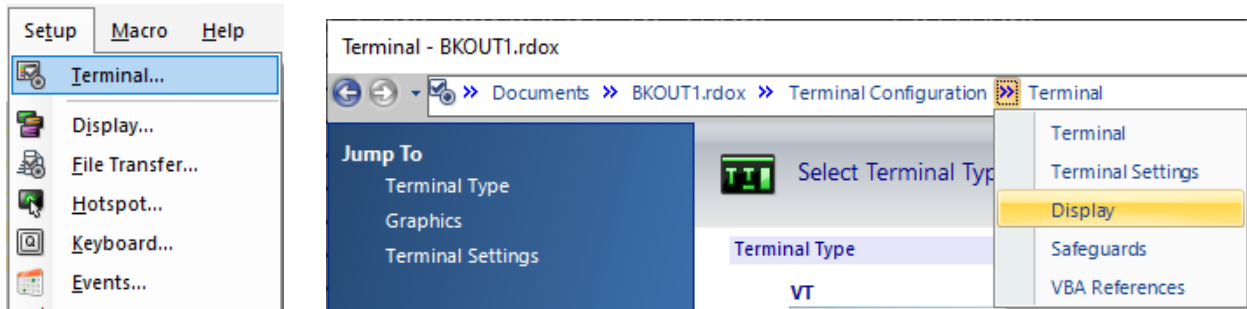 Setup Macro Help
Terminal...
Display...
File Transfer...
Hotspot...
Keyboard...
Events...
Terminal - BKOUT1.rdox
» Documents » BKOUT1.rdox » Terminal Configuration » Terminal
Jump To
Terminal Type
Graphics
Terminal Settings
Select Terminal Typ
Terminal Type
VT
Terminal
Terminal Settings
Display
Safeguards
VBA References